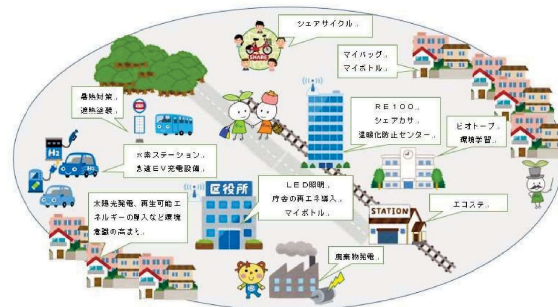 シェアサイクル
SHARE
マイバッグ
マイボトル
暑熱対策
遮熱塗装
RE100
シェアカサ
温暖化防止センター
ビオトープ
環境学習
H2
水素ステーション
急速EV充電設備
区役所
LED照明
庁舎の再エネ導入
マイボトル
STATION
エコステ
太陽光発電、再生可能エ
ネルギーの導入など環境
意識の高まり
廃棄物発電